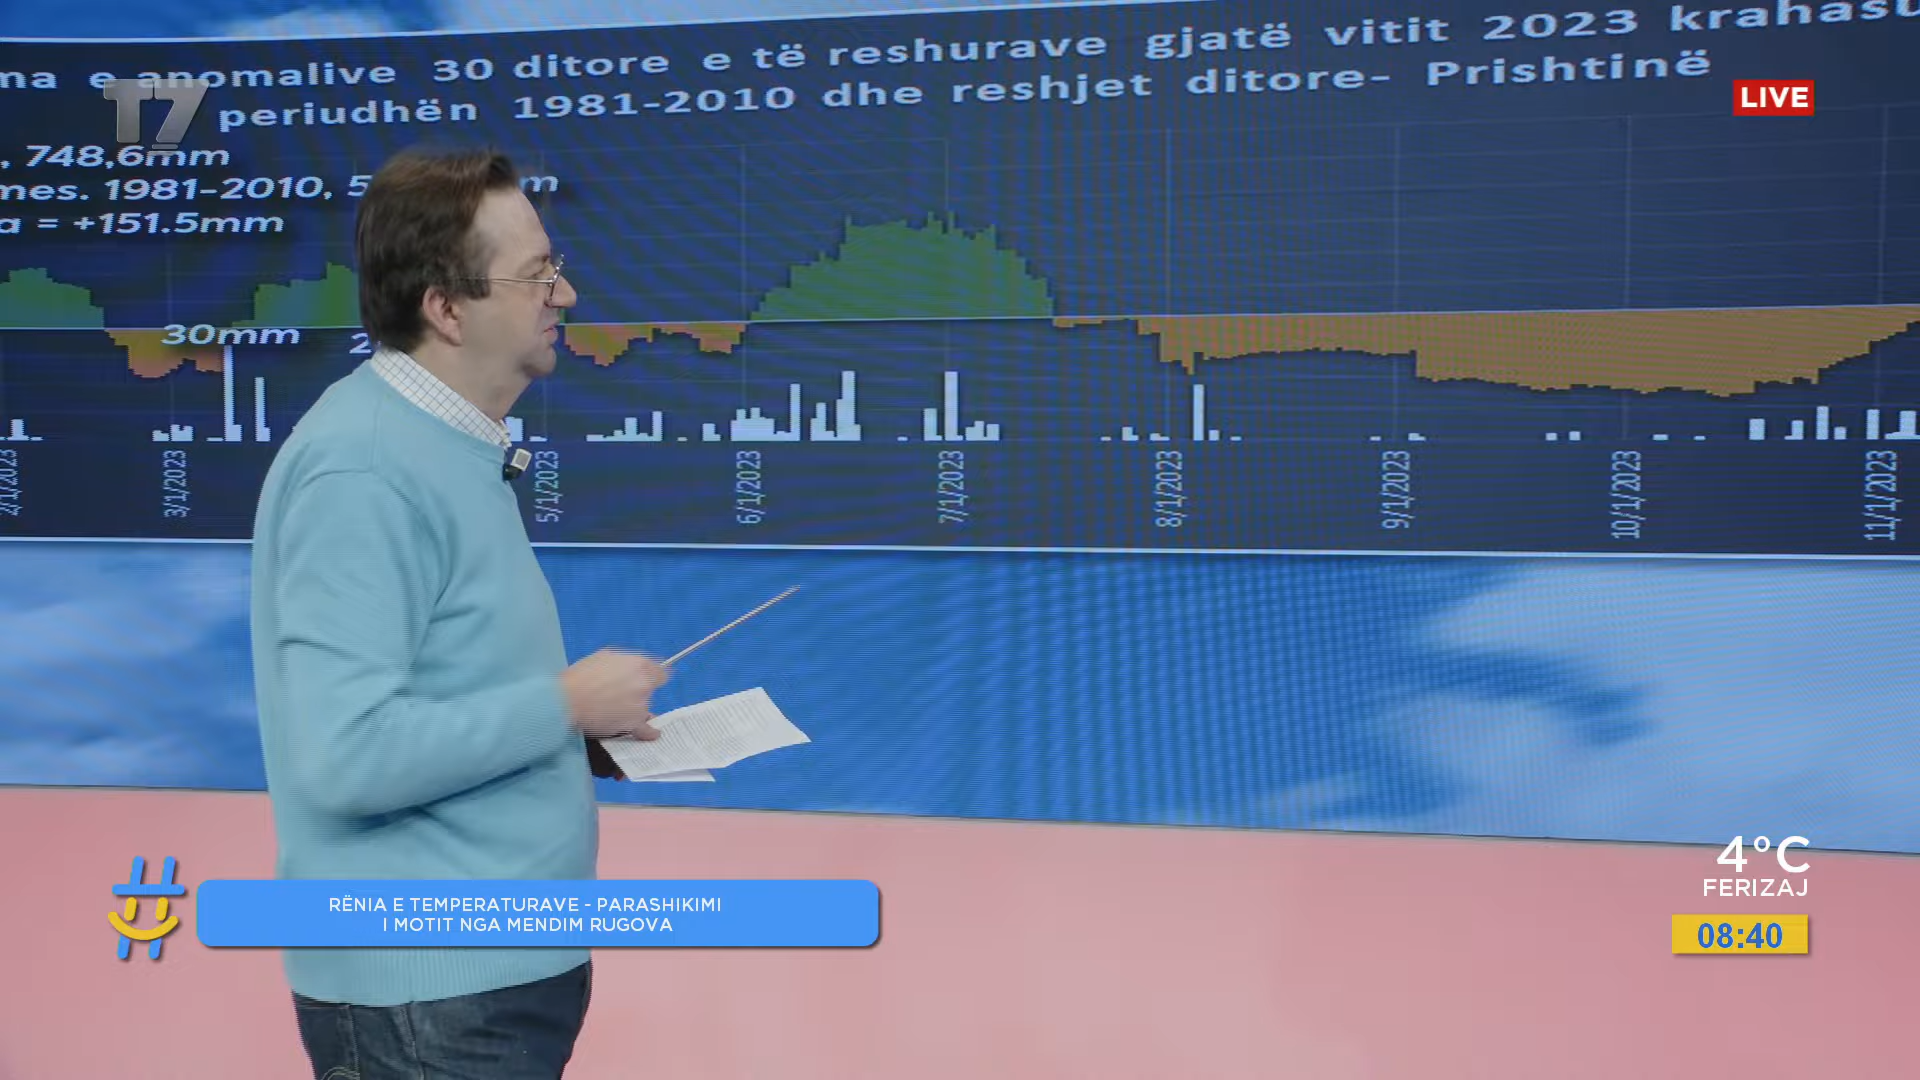 e anomalive 30 ditore e të reshurave gjatë vitit 2023
periudhën 1981-2010 dhe reshjet ditore- Prishtinë
T7
LIVE
, 748,6mm
mes. 1981-2010,
= +151.5mm
30mm
2/1/2023
3/1/2023
5/1/2023
6/1/2023
7/1/2023
8/1/2023
9/1/2023
10/1/2023
11/1/2023
4°C
FERIZAJ
08:40
RËNIA E TEMPERATURAVE - PARASHIKIMI
I MOTIT NGA MENDIM RUGOVA